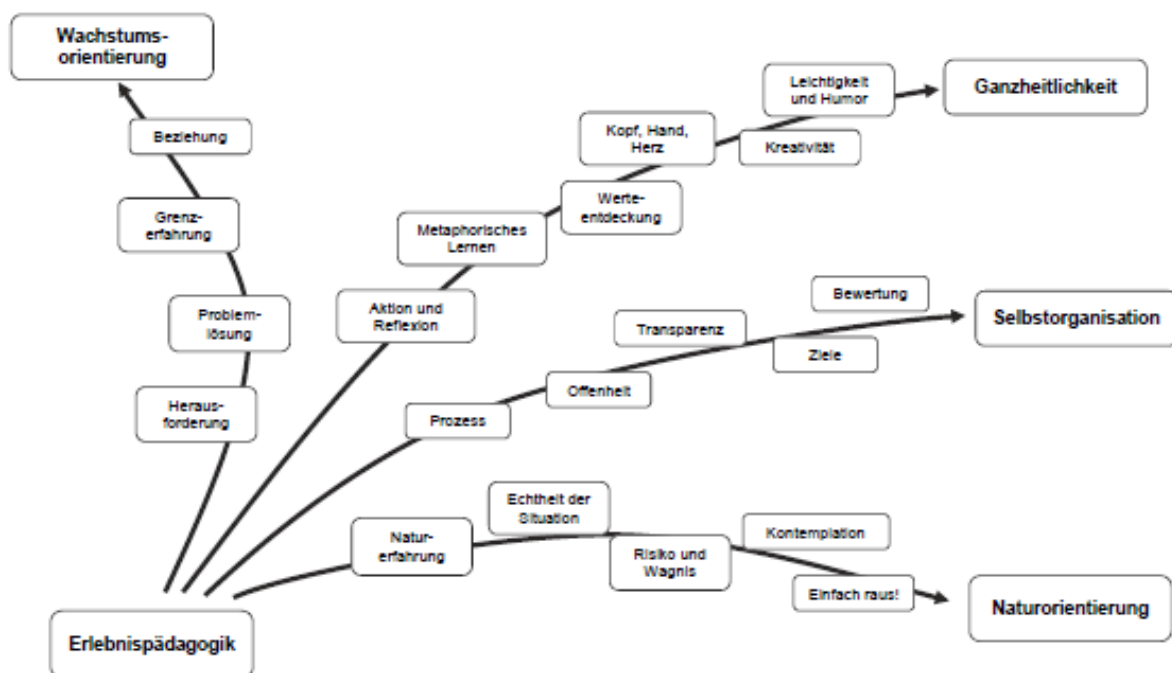 Wachstums-
orientierung
Beziehung
Grenz-
erfahrung
Problem-
lösung
Heraus-
forderung
Leichtigkeit
und Humor
Ganzheitlichkeit
Kopf, Hand,
Herz
Kreativität
Werte-
entdeckung
Metaphorisches
Lernen
Aktion und
Reflexion
Bewertung
Selbstorganisation
Transparenz
Ziele
Offenheit
Prozess
Echtheit der
Situation
Natur-
erfahrung
Risiko und
Wagnis
Kontemplation
Einfach raus!
Naturorientierung
Erlebnispädagogik